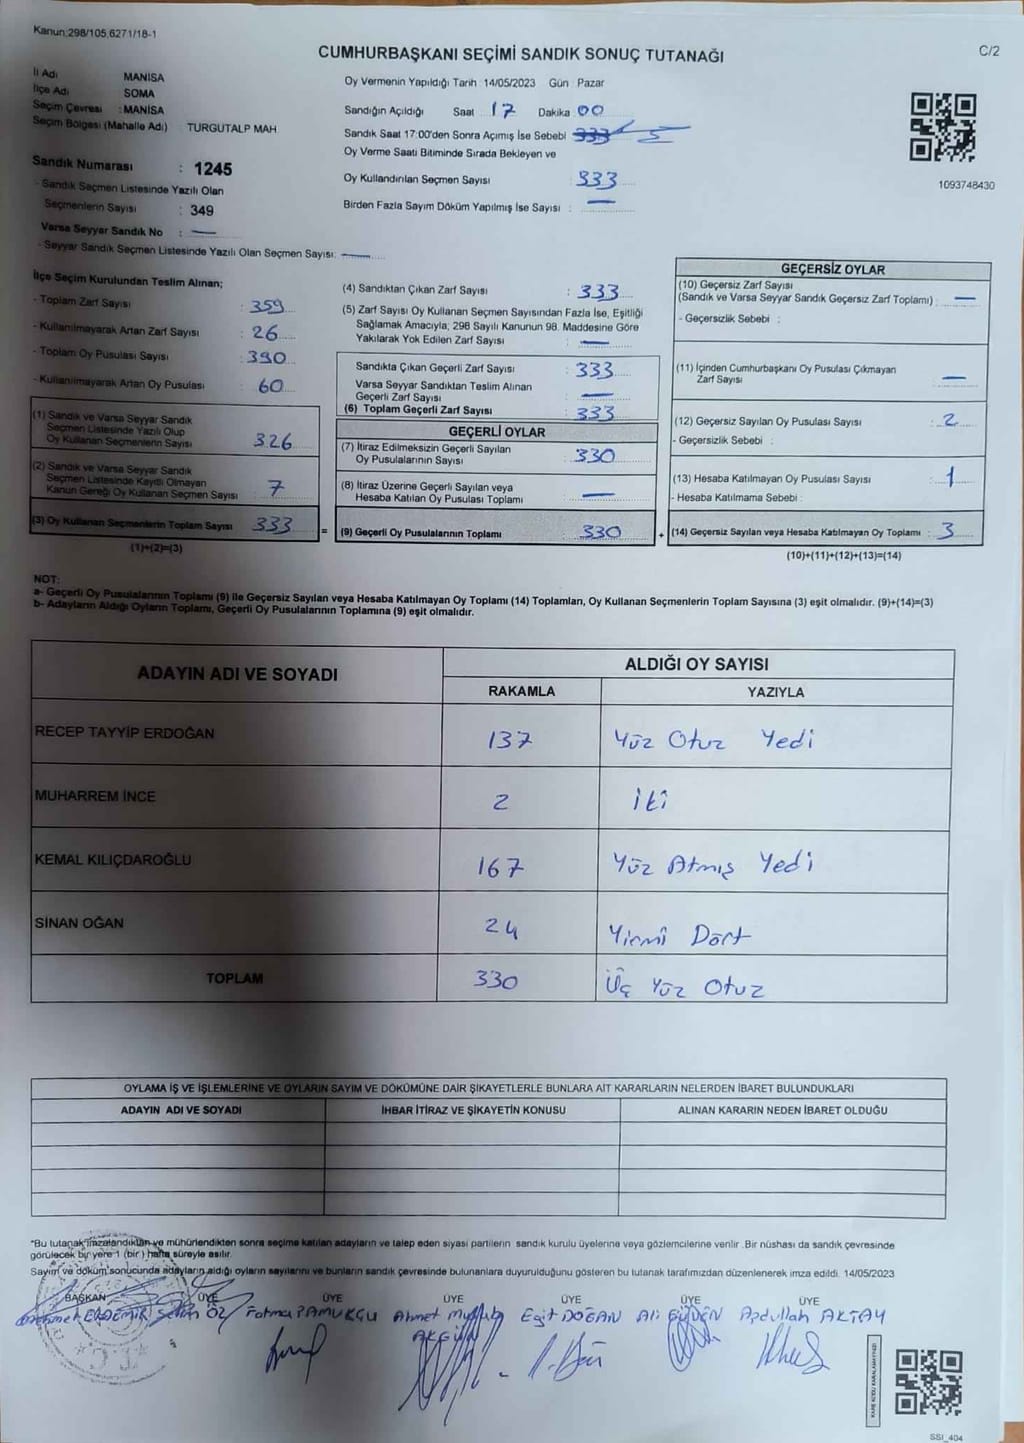 Kanun:298/105,6271/18-1
C/2
CUMHURBAŞKANI SEÇİMİ SANDIK SONUÇ TUTANAĞI
İl Adı MANİSA
İlçe Adı SOMA
Seçim Çevresi : MANİSA
Seçim Bölgesi (Mahalle Adı) TURGUTALP MAH.
Sandık Numarası : 1245
- Sandık Seçmen Listesinde Yazılı Olan
Seçmenlerin Sayısı : 349
Varsa Seyyar Sandık No : —
- Seyyar Sandık Seçmen Listesinde Yazılı Olan Seçmen Sayısı: —
Oy Vermenin Yapıldığı Tarih 14/05/2023 Gün Pazar
Sandığın Açıldığı Saat 17 Dakika 00
Sandık Saat 17:00'den Sonra Açımış İse Sebebi 333
Oy Verme Saati Bitiminde Sırada Bekleyen ve
Oy Kullandırılan Seçmen Sayısı : 333
Birden Fazla Sayım Döküm Yapılmış İse Sayısı : —
1093748430
İlçe Seçim Kurulundan Teslim Alınan;
- Toplam Zarf Sayısı : 359
- Kullanılmayarak Artan Zarf Sayısı : 26
- Toplam Oy Pusulası Sayısı : 390
- Kullanılmayarak Artan Oy Pusulası : 60
(1) Sandık ve Varsa Seyyar Sandık
Seçmen Listesinde Yazılı Olup
Oy Kullanan Seçmenlerin Sayısı : 326
(2) Sandık ve Varsa Seyyar Sandık
Seçmen Listesinde Kayıtlı Olmayan
Kanun Gereği Oy Kullanan Seçmen Sayısı : 7
(3) Oy Kullanan Seçmenlerin Toplam Sayısı : 333 =
(1)+(2)=(3)
(4) Sandıktan Çıkan Zarf Sayısı : 333
(5) Zarf Sayısı Oy Kullanan Seçmen Sayısından Fazla İse, Eşitliği
Sağlamak Amacıyla; 298 Sayılı Kanunun 98. Maddesine Göre
Yakılarak Yok Edilen Zarf Sayısı : —
Sandıkta Çıkan Geçerli Zarf Sayısı : 333
Varsa Seyyar Sandıktan Teslim Alınan
Geçerli Zarf Sayısı : —
(6) Toplam Geçerli Zarf Sayısı : 333
GEÇERLİ OYLAR
(7) İtiraz Edilmeksizin Geçerli Sayılan
Oy Pusulalarının Sayısı : 330
(8) İtiraz Üzerine Geçerli Sayılan veya
Hesaba Katılan Oy Pusulası Toplamı : —
(9) Geçerli Oy Pusulalarının Toplamı : 330 +
GEÇERSİZ OYLAR
(10) Geçersiz Zarf Sayısı
(Sandık ve Varsa Seyyar Sandık Geçersiz Zarf Toplamı) : —
- Geçersizlik Sebebi :
(11) İçinden Cumhurbaşkanı Oy Pusulası Çıkmayan
Zarf Sayısı : —
(12) Geçersiz Sayılan Oy Pusulası Sayısı : 2
- Geçersizlik Sebebi :
(13) Hesaba Katılmayan Oy Pusulası Sayısı : 1
- Hesaba Katılmama Sebebi :
(14) Geçersiz Sayılan veya Hesaba Katılmayan Oy Toplamı : 3
(10)+(11)+(12)+(13)=(14)
NOT:
a- Geçerli Oy Pusulalarının Toplamı (9) ile Geçersiz Sayılan veya Hesaba Katılmayan Oy Toplamı (14) Toplamları, Oy Kullanan Seçmenlerin Toplam Sayısına (3) eşit olmalıdır. (9)+(14)=(3)
b- Adayların Aldığı Oyların Toplamı, Geçerli Oy Pusulalarının Toplamına (9) eşit olmalıdır.
ADAYIN ADI VE SOYADI ALDIĞI OY SAYISI
RAKAMLA YAZIYLA
RECEP TAYYİP ERDOĞAN 137 Yüz Otuz Yedi
MUHARREM İNCE 2 İki
KEMAL KILIÇDAROĞLU 167 Yüz Atmış Yedi
SİNAN OĞAN 24 Yirmi Dört
TOPLAM 330 Üç Yüz Otuz
OYLAMA İŞ VE İŞLEMLERİNE VE OYLARIN SAYIM VE DÖKÜMÜNE DAİR ŞİKAYETLERLE BUNLARA AİT KARARLARIN NELERDEN İBARET BULUNDUKLARI
ADAYIN ADI VE SOYADI İHBAR İTİRAZ VE ŞİKAYETİN KONUSU ALINAN KARARIN NEDEN İBARET OLDUĞU
"Bu tutanak imzalandıktan ve mühürlendikten sonra seçime katılan adayların ve talep eden siyasi partilerin sandık kurulu üyelerine veya gözlemcilerine verilir .Bir nüshası da sandık çevresinde
görülecek bir yere 1 (bir ) hafta süreyle asılır.
Sayım ve döküm sonucunda adayların aldığı oyların sayılarını ve bunların sandık çevresinde bulunanlara duyurulduğunu gösteren bu tutanak tarafımızdan düzenlenerek imza edildi. 14/05/2023
BAŞKAN ÜYE ÜYE ÜYE ÜYE ÜYE ÜYE
Mehmet ERDEMİR ÖZ Fatma PAMUKÇU Ahmet Eşit DOĞAN Ali Abdullah AKTAY
SSI_404